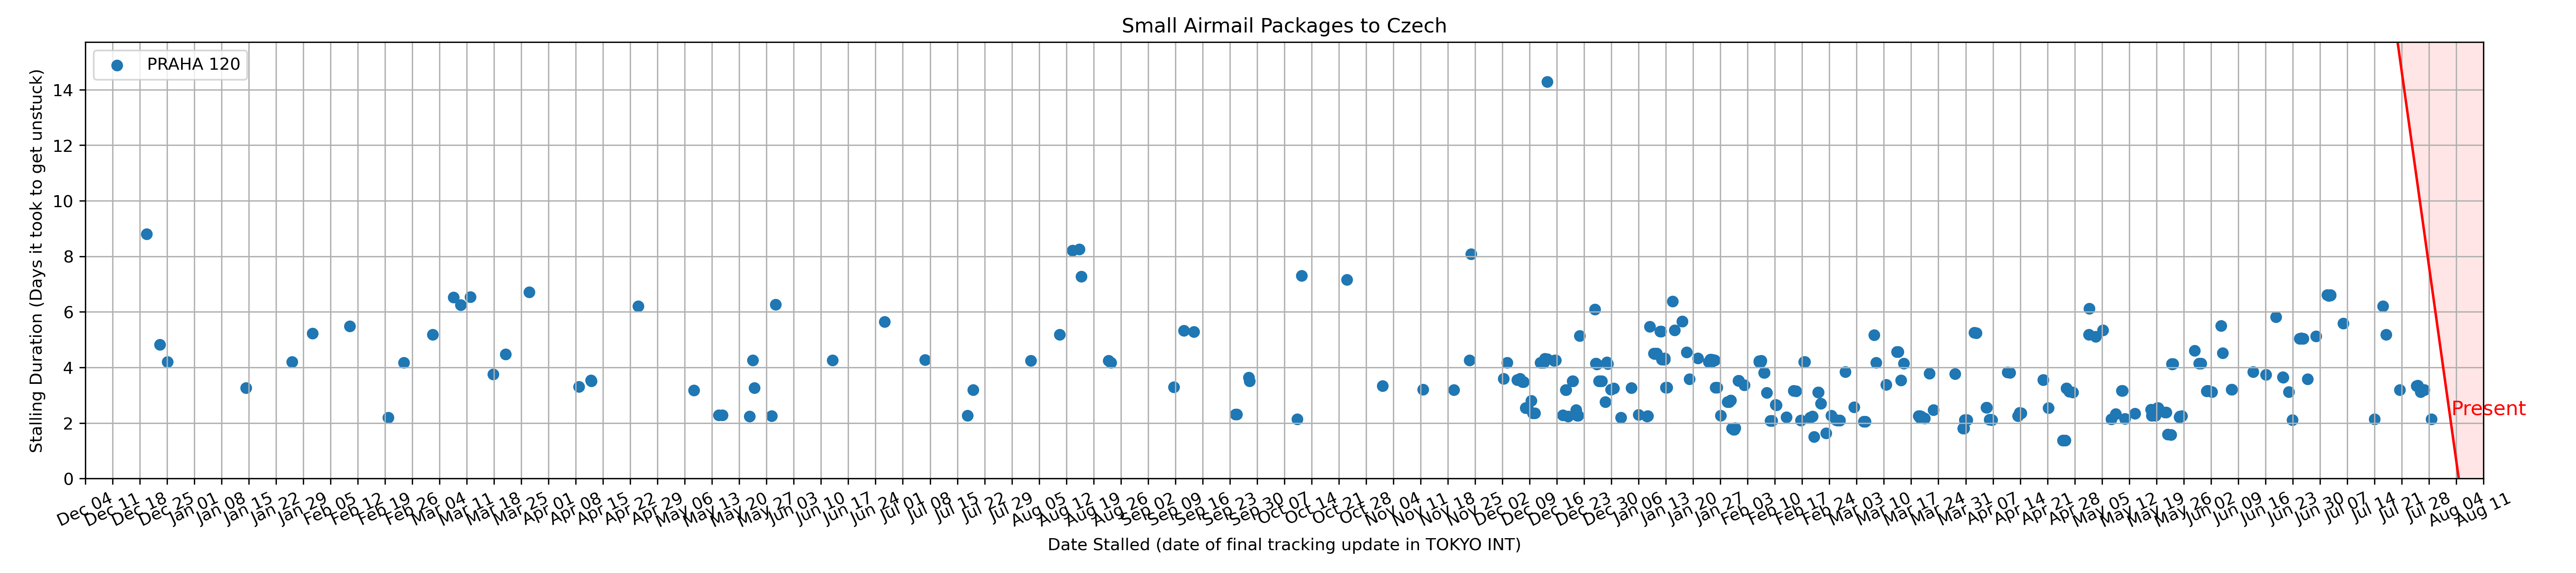 Small Airmail Packages to Czech
PRAHA 120
Stalling Duration (Days it took to get unstuck)
14
12
10
8
6
4
2
0
Present
Dec 04
Dec 11
Dec 18
Dec 25
Jan 01
Jan 08
Jan 15
Jan 22
Jan 29
Feb 05
Feb 12
Feb 19
Feb 26
Mar 04
Mar 11
Mar 18
Mar 25
Apr 01
Apr 08
Apr 15
Apr 22
Apr 29
May 06
May 13
May 20
May 27
Jun 03
Jun 10
Jun 17
Jun 24
Jul 01
Jul 08
Jul 15
Jul 22
Jul 29
Aug 05
Aug 12
Aug 19
Aug 26
Sep 02
Sep 09
Sep 16
Sep 23
Sep 30
Oct 07
Oct 14
Oct 21
Oct 28
Nov 04
Nov 11
Nov 18
Nov 25
Dec 02
Dec 09
Dec 16
Dec 23
Dec 30
Jan 06
Jan 13
Jan 20
Jan 27
Feb 03
Feb 10
Feb 17
Feb 24
Mar 03
Mar 10
Mar 17
Mar 24
Mar 31
Apr 07
Apr 14
Apr 21
Apr 28
May 05
May 12
May 19
May 26
Jun 02
Jun 09
Jun 16
Jun 23
Jun 30
Jul 07
Jul 14
Jul 21
Jul 28
Aug 04
Aug 11
Date Stalled (date of final tracking update in TOKYO INT)